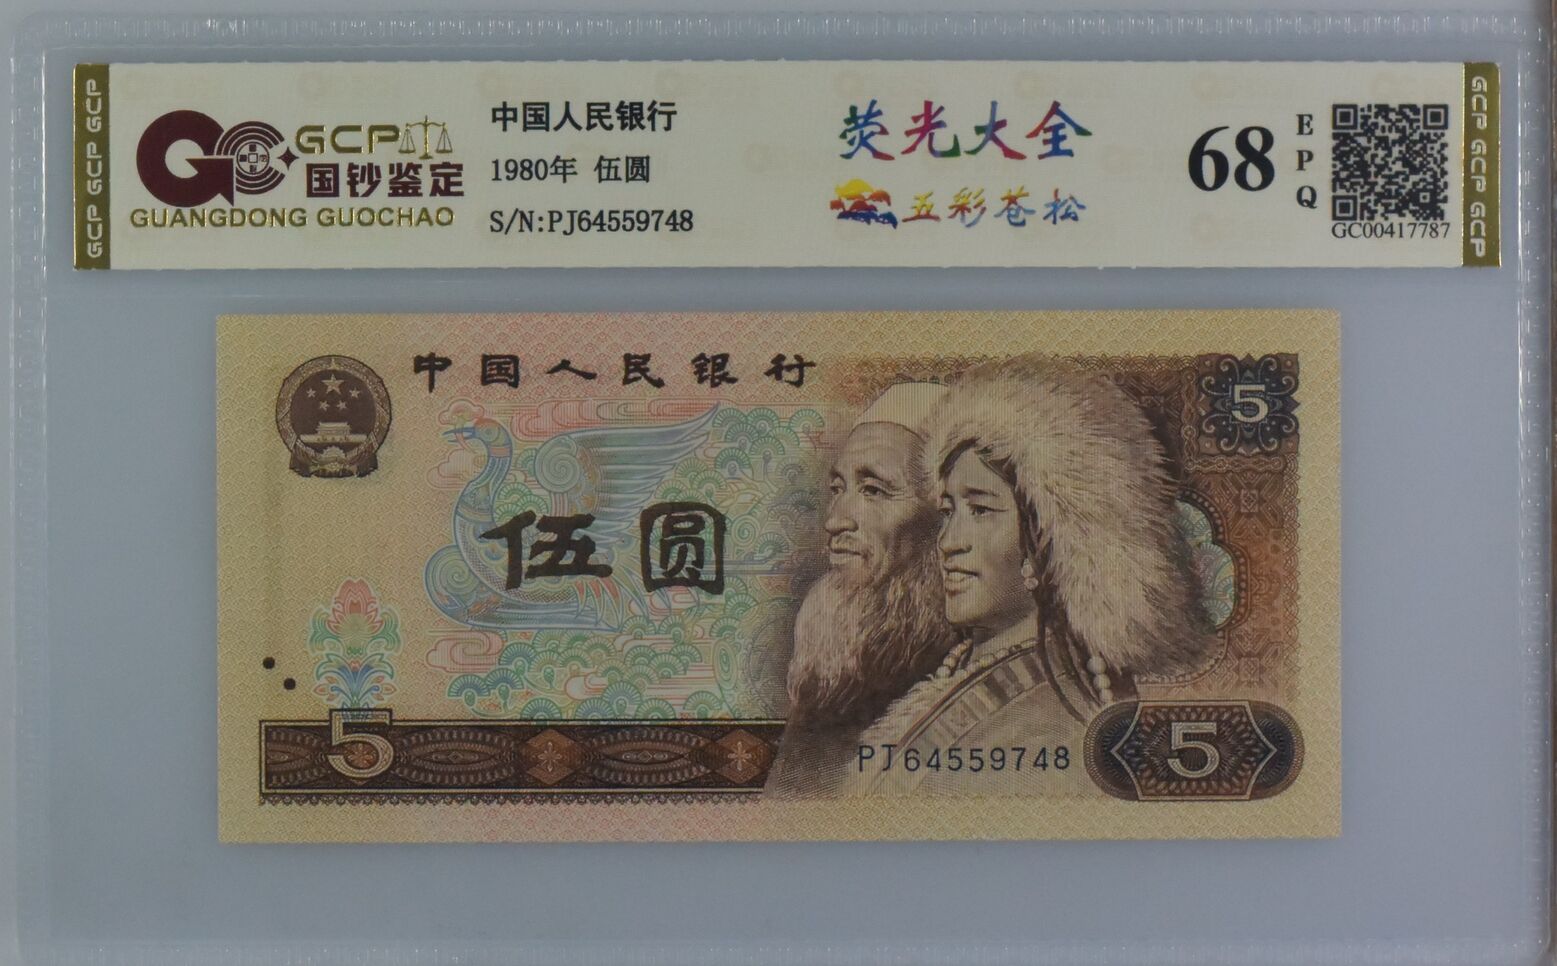 GCP GCP GCP
GCP
国钞鉴定
GUANGDONG GUOCHAO
中国人民银行
1980年 伍圆
S/N:PJ64559748
荧光大全
五彩苍松
68
EPQ
GC00417787
GCP GCP GCP
中国人民银行
5
伍圆
5
PJ64559748
5